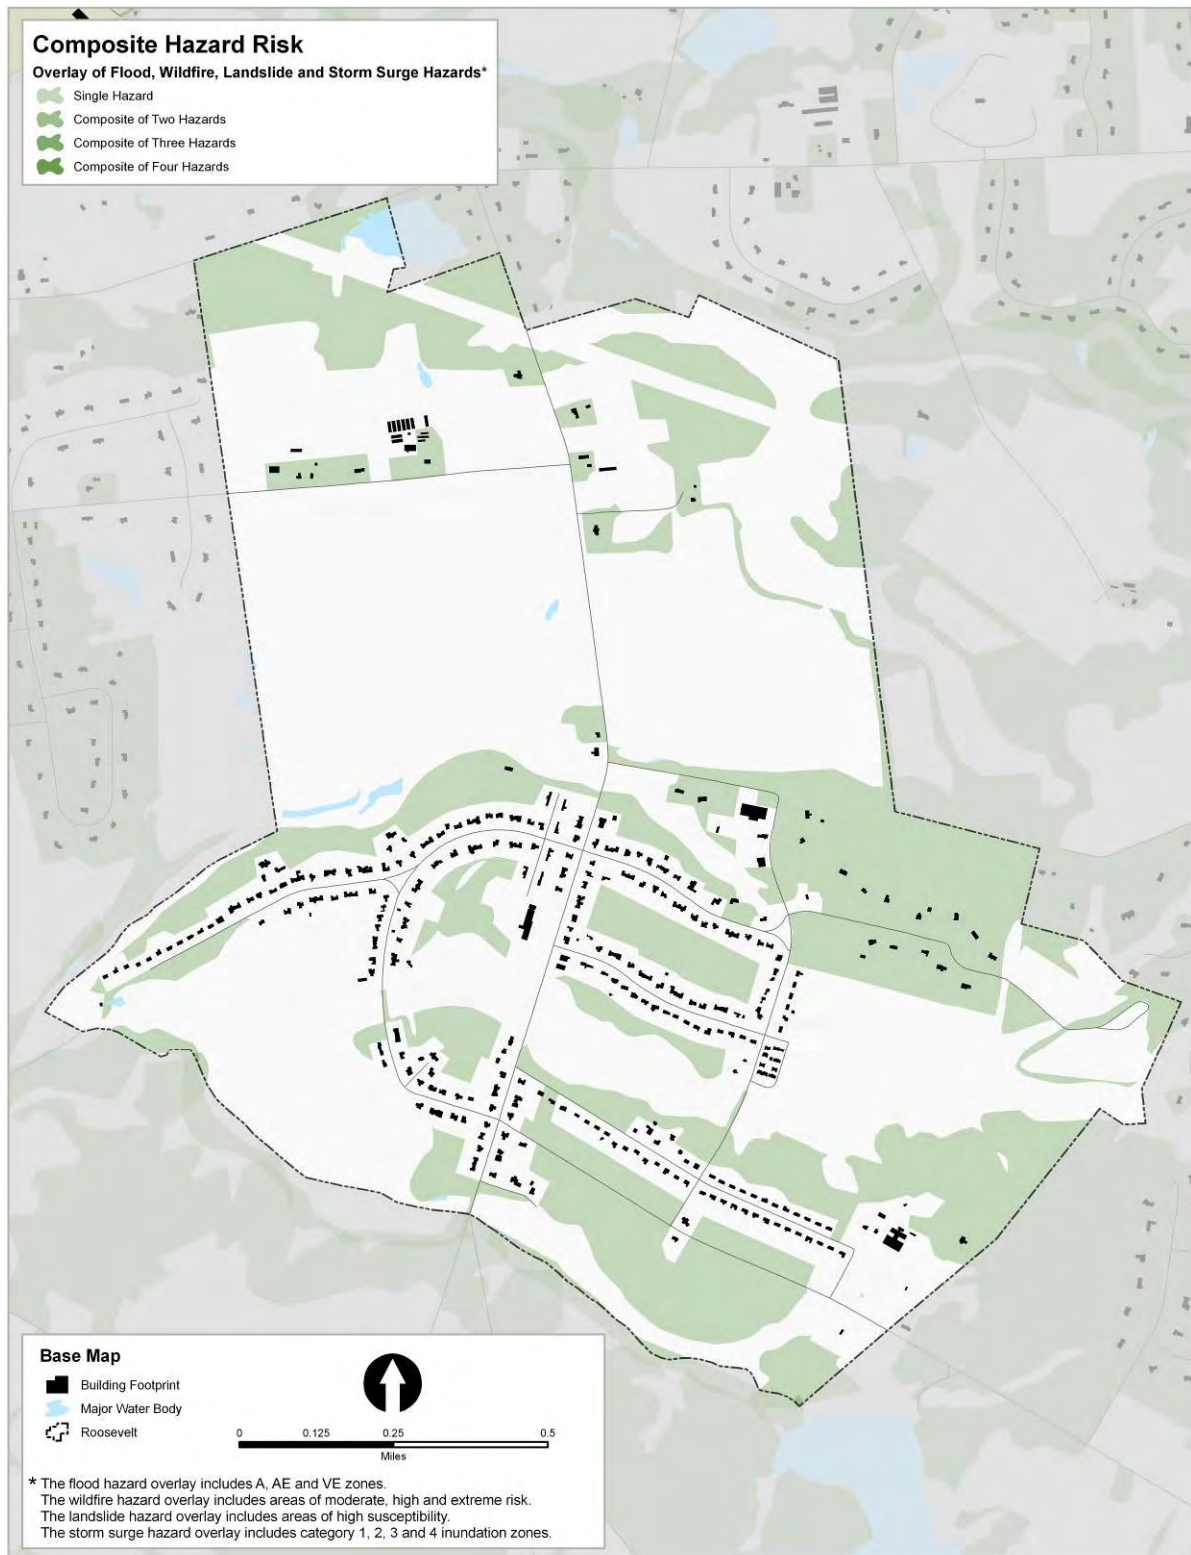 Composite Hazard Risk
Overlay of Flood, Wildfire, Landslide and Storm Surge Hazards*
Single Hazard
Composite of Two Hazards
Composite of Three Hazards
Composite of Four Hazards
Base Map
Building Footprint
Major Water Body
Roosevelt
0 0.125 0.25 0.5
Miles
* The flood hazard overlay includes A, AE and VE zones.
The wildfire hazard overlay includes areas of moderate, high and extreme risk.
The landslide hazard overlay includes areas of high susceptibility.
The storm surge hazard overlay includes category 1, 2, 3 and 4 inundation zones.